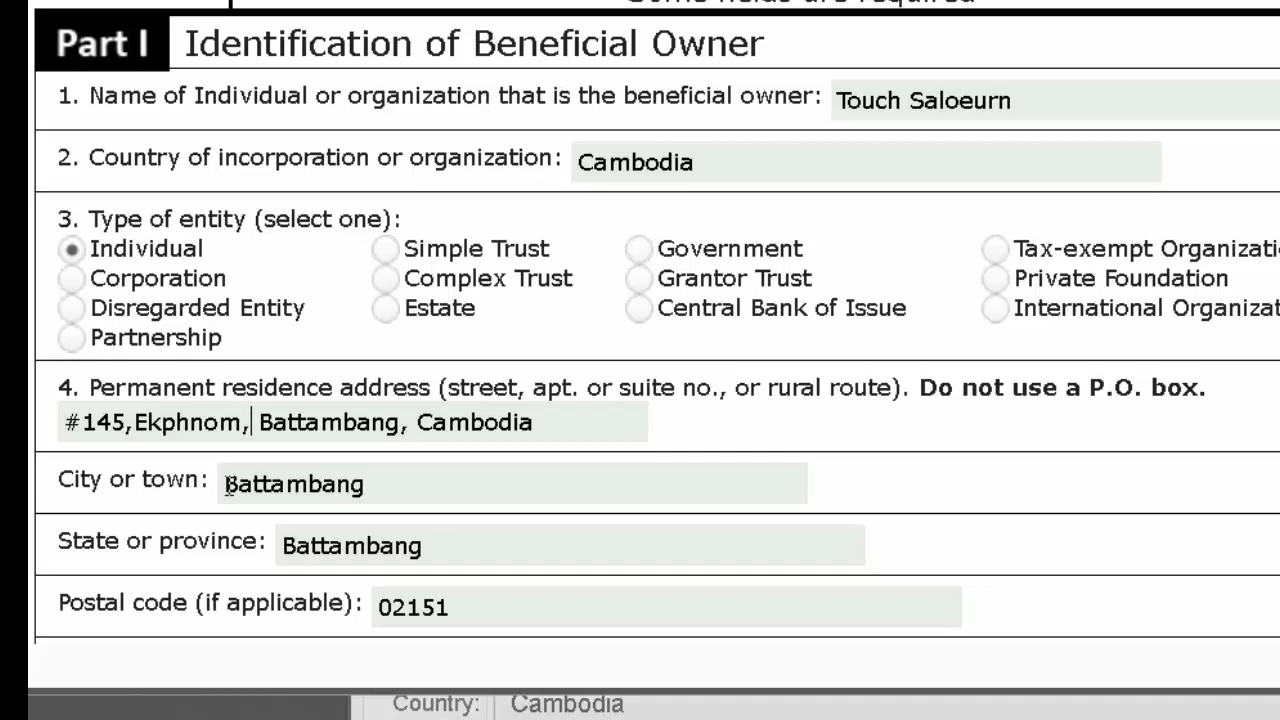 Some fields are required
Part I Identification of Beneficial Owner
1. Name of Individual or organization that is the beneficial owner: Touch Saloeurn
2. Country of incorporation or organization: Cambodia
3. Type of entity (select one):
Individual Simple Trust Government Tax-exempt Organizati
Corporation Complex Trust Grantor Trust Private Foundation
Disregarded Entity Estate Central Bank of Issue International Organizat
Partnership
4. Permanent residence address (street, apt. or suite no., or rural route). Do not use a P.O. box.
#145,Ekphnom, Battambang, Cambodia
City or town: Battambang
State or province: Battambang
Postal code (if applicable): 02151
Country: Cambodia